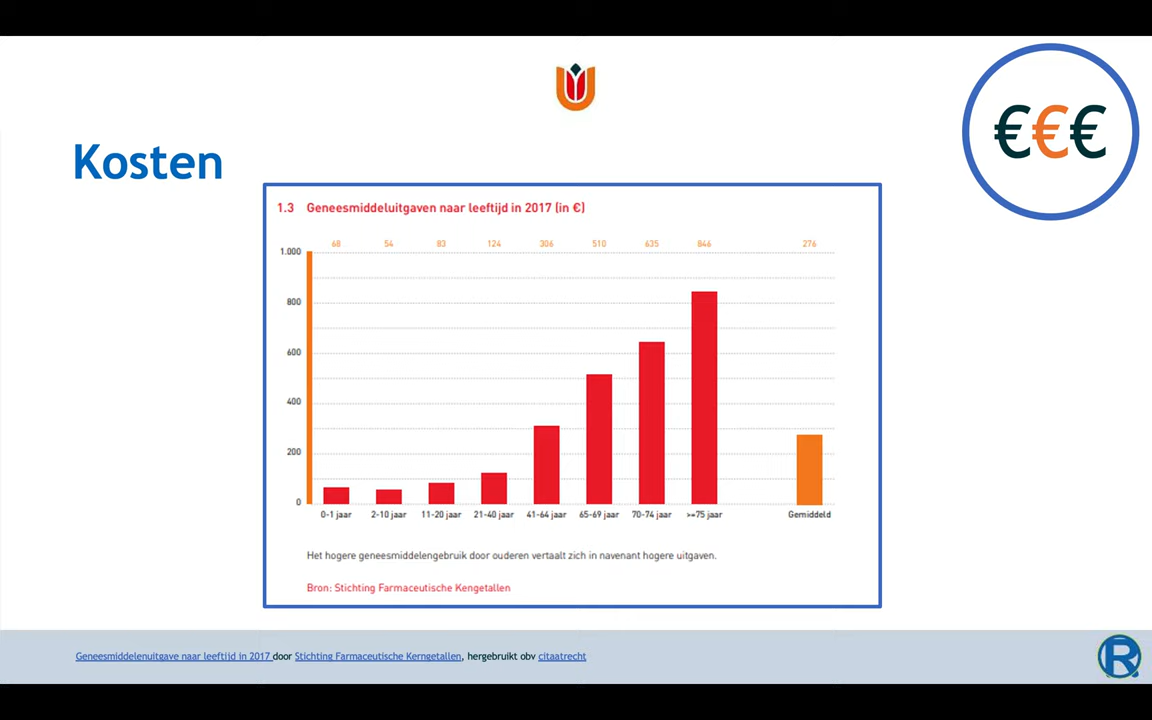 €€€
Kosten
1.3 Geneesmiddeluitgaven naar leeftijd in 2017 (in €)
68 54 83 124 306 510 635 846 276
1.000
800
600
400
200
0
0-1 jaar 2-10 jaar 11-20 jaar 21-40 jaar 41-64 jaar 65-69 jaar 70-74 jaar >=75 jaar Gemiddeld
Het hogere geneesmiddelengebruik door ouderen vertaalt zich in navenant hogere uitgaven.
Bron: Stichting Farmaceutische Kengetallen
Geneesmiddelenuitgave naar leeftijd in 2017 door Stichting Farmaceutische Kerngetallen, hergebruikt obv citaatrecht
R